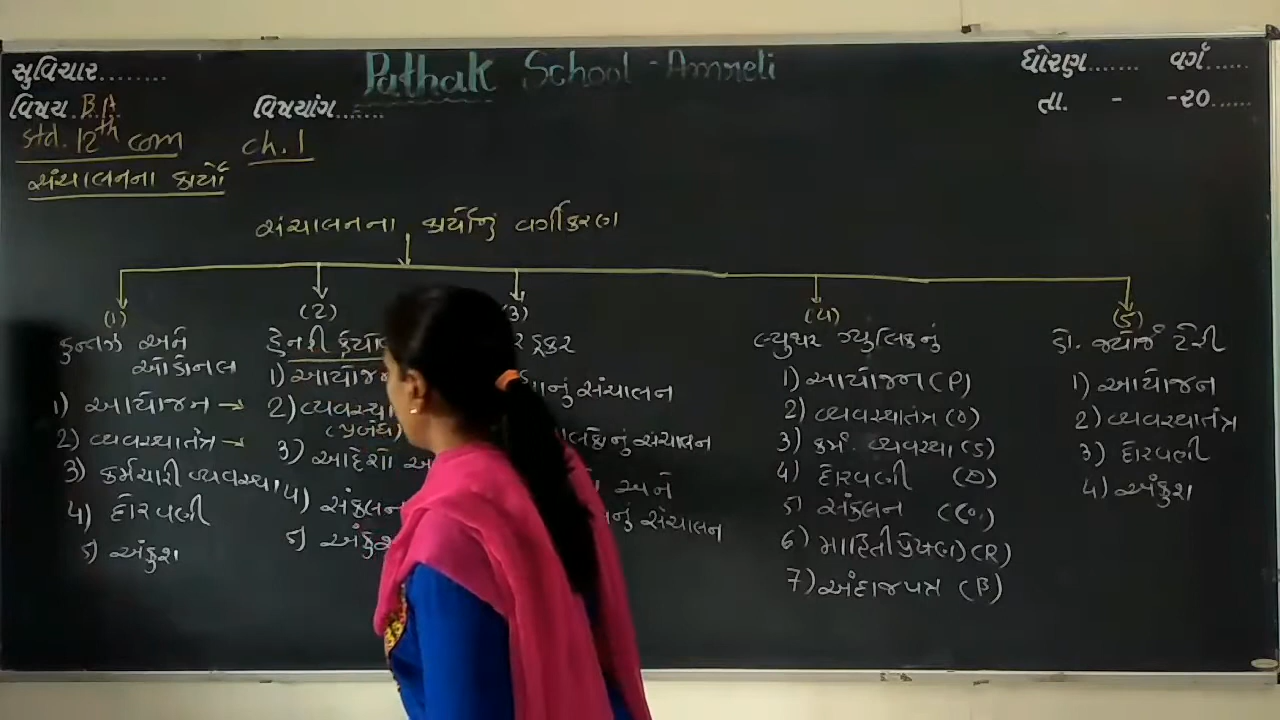 સુવિચાર........
Pathak School - Amreli
ધોરણ....... વર્ગ......
વિષય B.A
વિષયાંગ.......
તા. - -૨૦......
Std. 12th com
ch. 1
સંચાલનના કાર્યો
સંચાલનના કાર્યોનું વર્ગીકરણ
(1)
કુન્ત્ઝ અને
ઓડોનલ
1) આયોજન →
2) વ્યવસ્થાતંત્ર →
3) કર્મચારી વ્યવસ્થા
4) દોરવણી
5) અંકુશ
(2)
હેનરી ફેયોલ
1) આયોજન
2) વ્યવસ્થા
(પ્રબંધ)
3) આદેશો
4) સંકલન
5) અંકુશ
(3)
ડ્રકર
સંચાલન
સંચાલન
અને
નું સંચાલન
(4)
લ્યુથર ગ્યુલિકનું
1) આયોજન (P)
2) વ્યવસ્થાતંત્ર (O)
3) કર્મ. વ્યવસ્થા (S)
4) દોરવણી (D)
5) સંકલન (Co)
6) માહિતીપ્રેષણ (R)
7) અંદાજપત્ર (B)
(5)
ડો. જ્યોર્જ ટેરી
1) આયોજન
2) વ્યવસ્થાતંત્ર
3) દોરવણી
4) અંકુશ